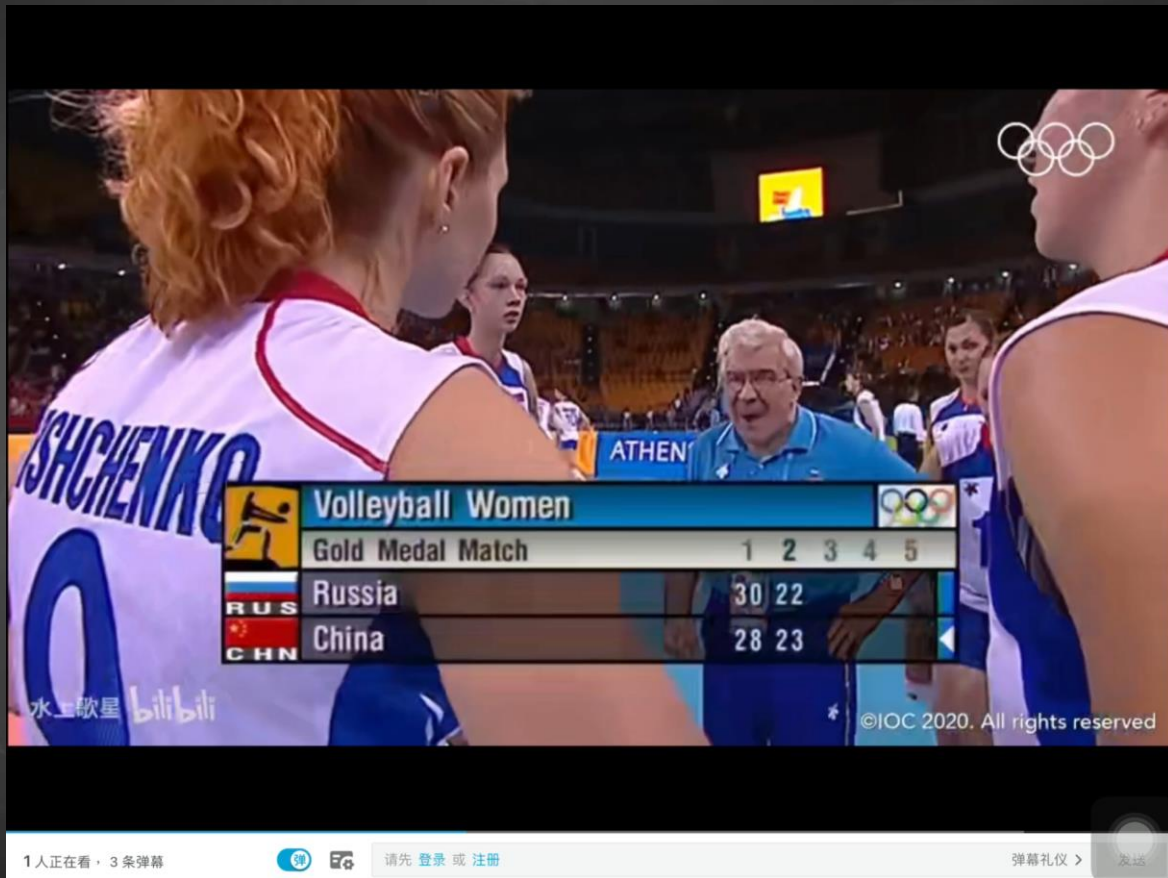 SHCHENKO
ATHEN
Volleyball Women
Gold Medal Match 1 2 3 4 5
RUS Russia 30 22
CHN China 28 23
水上歌星 bilibili
©IOC 2020. All rights reserved
1人正在看， 3 条弹幕
弹
请先 登录 或 注册
弹幕礼仪 >
发送